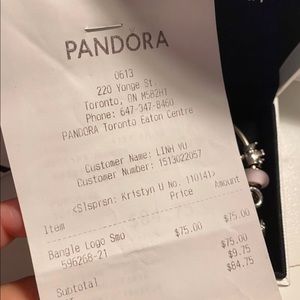 PANDÓRA
0613
220 Yonge St.
Toronto, ON M5B2H1
Phone: 647-347-8460
PANDORA Toronto Eaton Centre
Customer Name: LINH VU
Customer Number: 1513022057
<Slsprsn: Kristyn U No. 110141>
Item Price Amount
Bangle Logo Smo $75.00 $75.00
596268-21
Subtotal $75.00
$9.75
$84.75